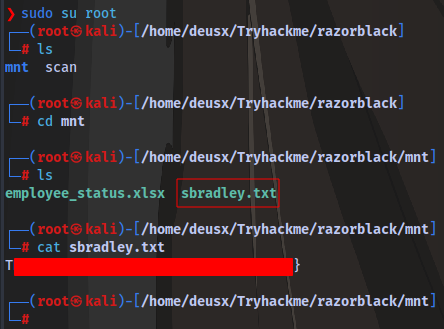 ❯ sudo su root
┌──(root㉿kali)-[/home/deusx/Tryhackme/razorblack]
└─# ls
mnt scan
┌──(root㉿kali)-[/home/deusx/Tryhackme/razorblack]
└─# cd mnt
┌──(root㉿kali)-[/home/deusx/Tryhackme/razorblack/mnt]
└─# ls
employee_status.xlsx sbradley.txt
┌──(root㉿kali)-[/home/deusx/Tryhackme/razorblack/mnt]
└─# cat sbradley.txt
T }
┌──(root㉿kali)-[/home/deusx/Tryhackme/razorblack/mnt]
└─#